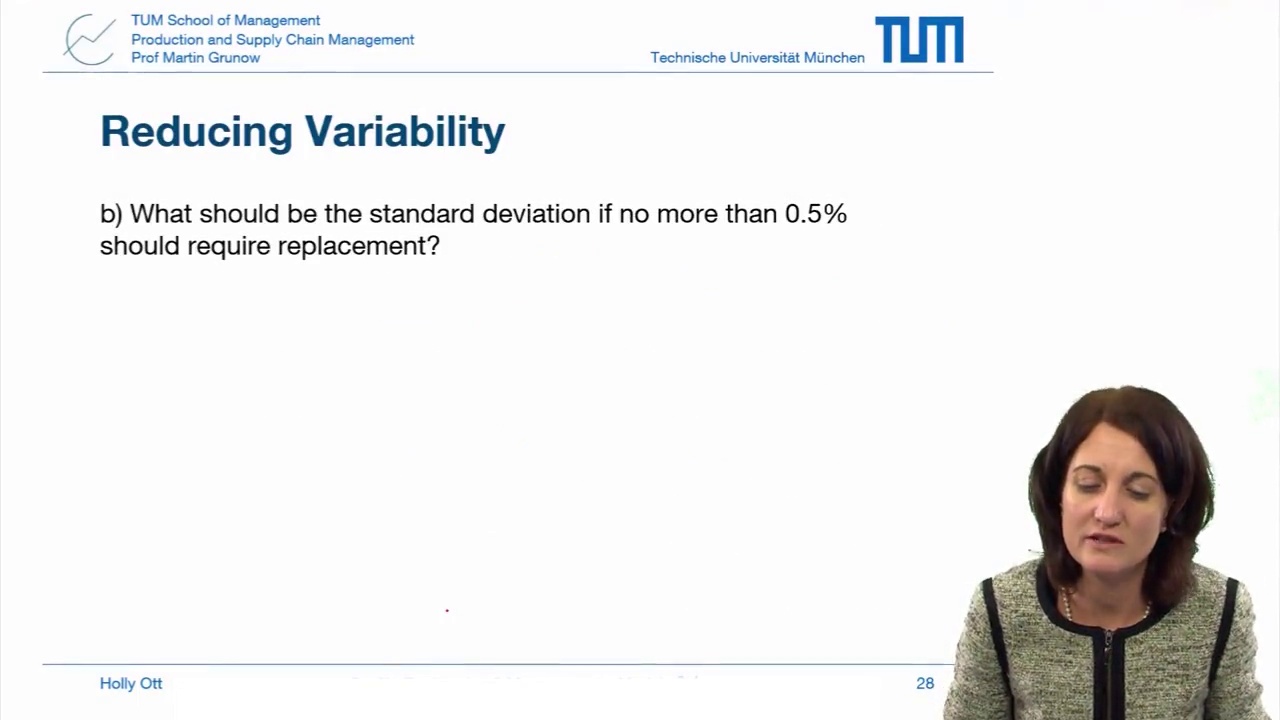 TUM School of Management
Production and Supply Chain Management
Prof Martin Grunow
Technische Universität München
TUM
Reducing Variability
b) What should be the standard deviation if no more than 0.5%
should require replacement?
Holly Ott
28